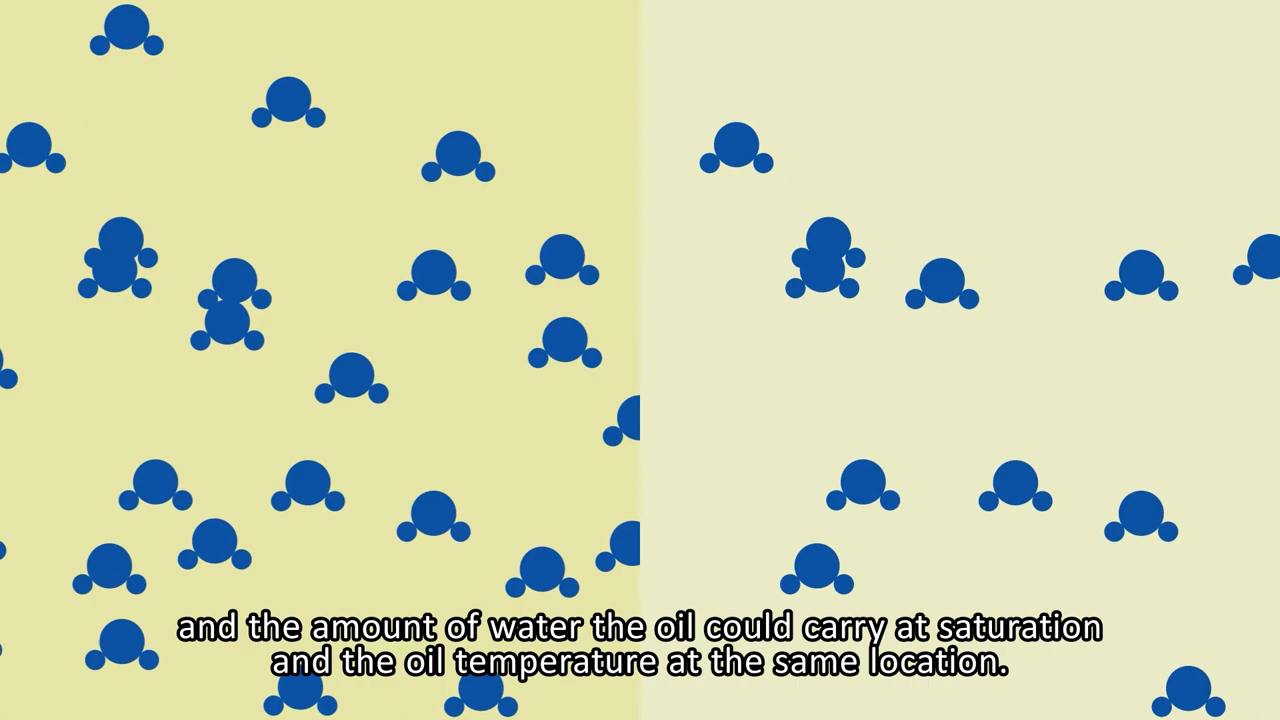 and the amount of water the oil could carry at saturation
and the oil temperature at the same location.